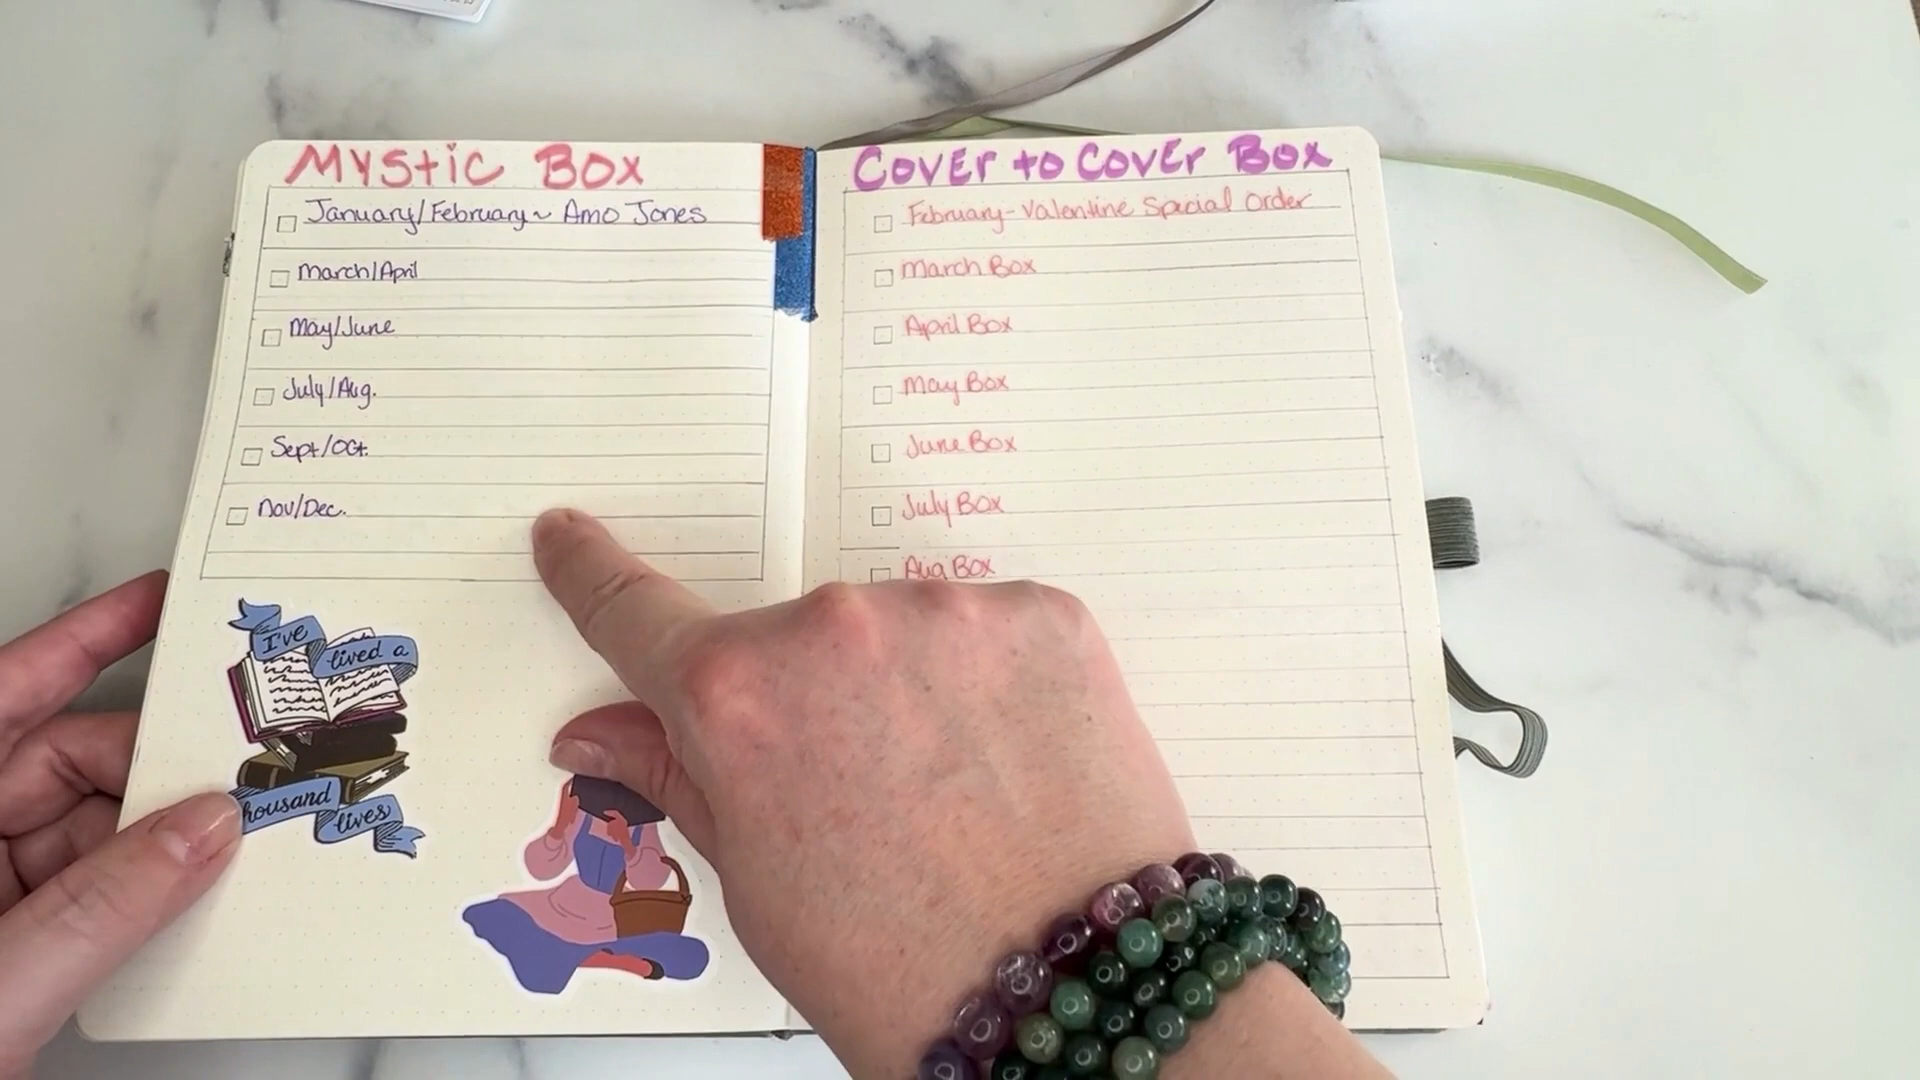 Mystic Box
January/February ~ Amo Jones
March/April
May/June
July/Aug.
Sept/Oct.
Nov/Dec.
I've
lived a
housand
lives
Cover to Cover Box
February - Valentine Special Order
March Box
April Box
May Box
June Box
July Box
Aug Box